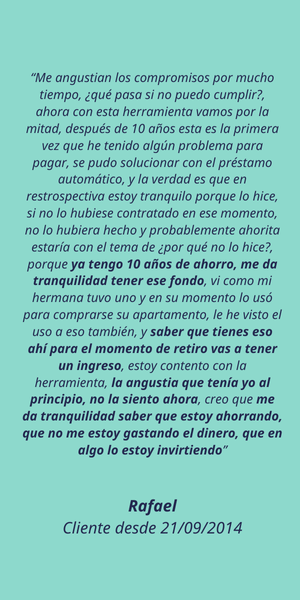 “Me angustian los compromisos por mucho
tiempo, ¿qué pasa si no puedo cumplir?,
ahora con esta herramienta vamos por la
mitad, después de 10 años esta es la primera
vez que he tenido algún problema para
pagar, se pudo solucionar con el préstamo
automático, y la verdad es que en
restrospectiva estoy tranquilo porque lo hice,
si no lo hubiese contratado en ese momento,
no lo hubiera hecho y probablemente ahorita
estaría con el tema de ¿por qué no lo hice?,
porque ya tengo 10 años de ahorro, me da
tranquilidad tener ese fondo, vi como mi
hermana tuvo uno y en su momento lo usó
para comprarse su apartamento, le he visto el
uso a eso también, y saber que tienes eso
ahí para el momento de retiro vas a tener
un ingreso, estoy contento con la
herramienta, la angustia que tenía yo al
principio, no la siento ahora, creo que me
da tranquilidad saber que estoy ahorrando,
que no me estoy gastando el dinero, que en
algo lo estoy invirtiendo”
Rafael
Cliente desde 21/09/2014